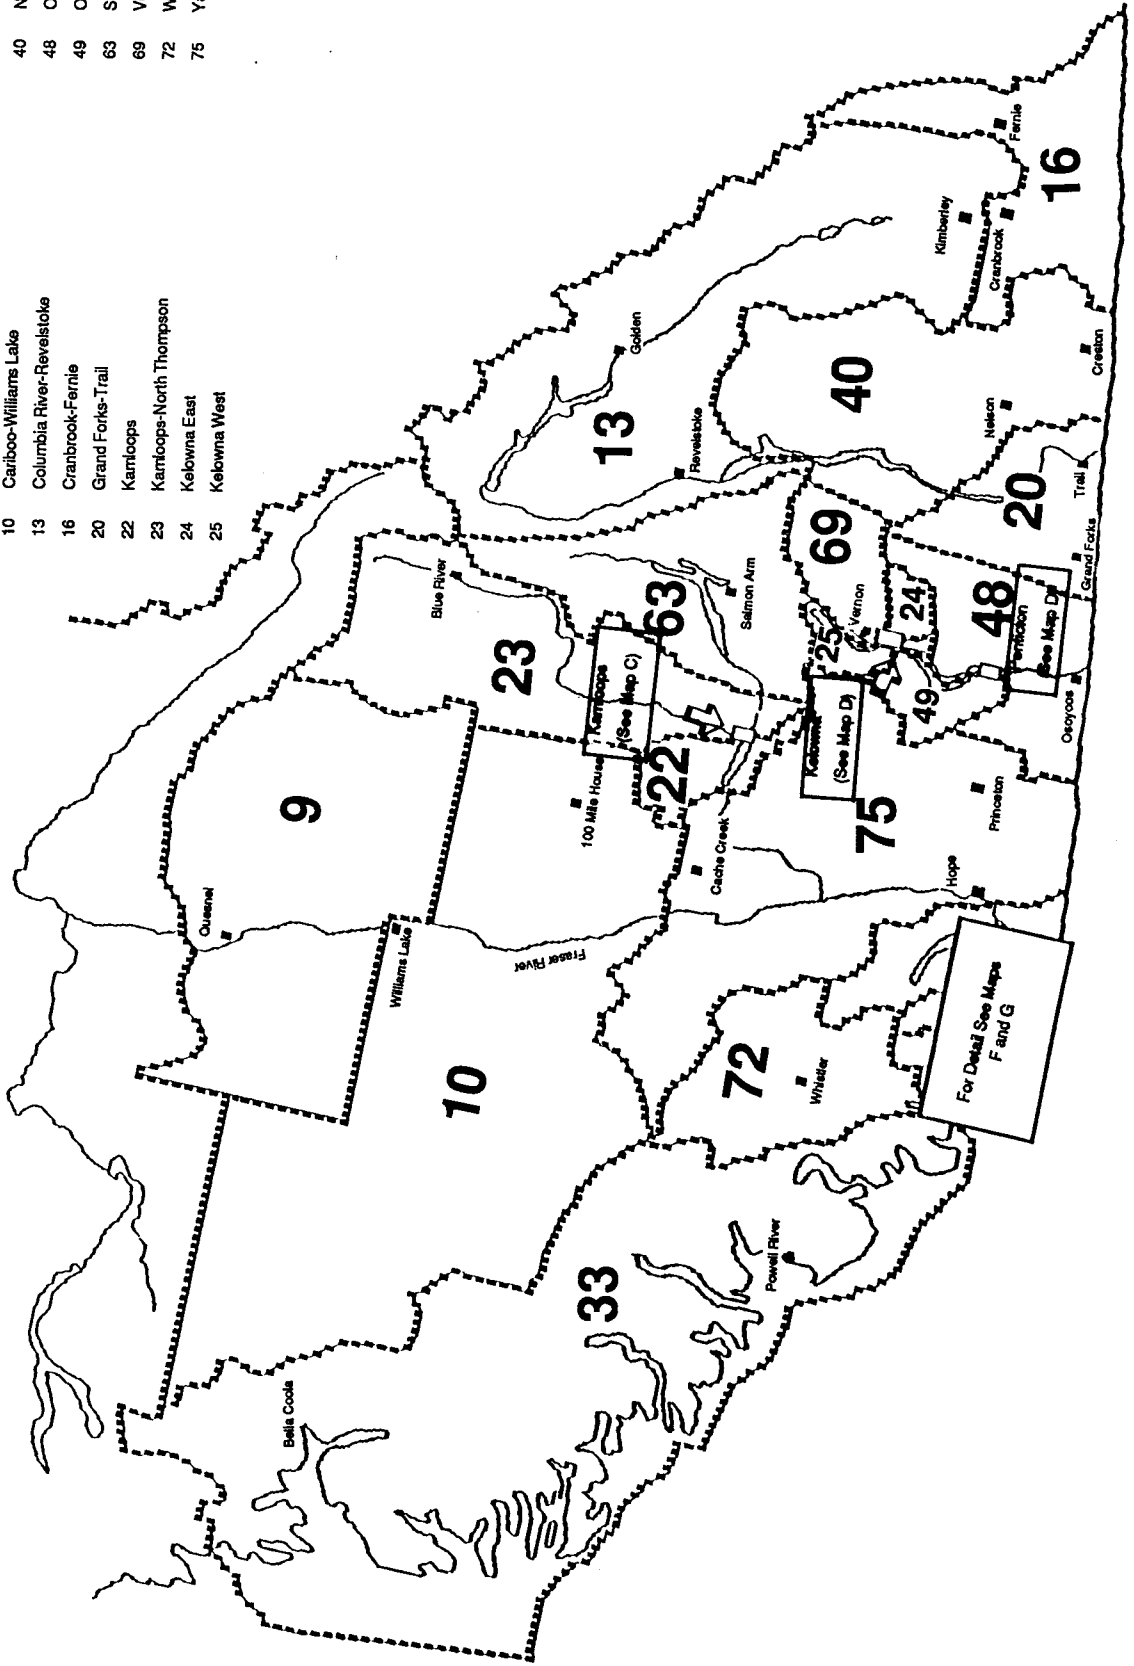 10 Cariboo-Williams Lake
13 Columbia River-Revelstoke
16 Cranbrook-Fernie
20 Grand Forks-Trail
22 Kamloops
23 Kamloops-North Thompson
24 Kelowna East
25 Kelowna West
40 N
48 O
49 O
63 S
69 V
72 W
75 Ya
Quesnel
9
Williams Lake
10
Fraser River
Bella Coola
33
Powell River
72
Whistler
For Detail See Maps
F and G
Blue River
23
100 Mile House
Kamloops
(See Map C)
22
63
Salmon Arm
Cache Creek
75
Hope
Princeton
Kelowna
(See Map D)
25
Vernon
69
24
49
48
Penticton
(See Map D)
Osoyoos
Grand Forks
20
Trail
Nelson
40
Creston
Revelstoke
13
Golden
Kimberley
Cranbrook
Fernie
16